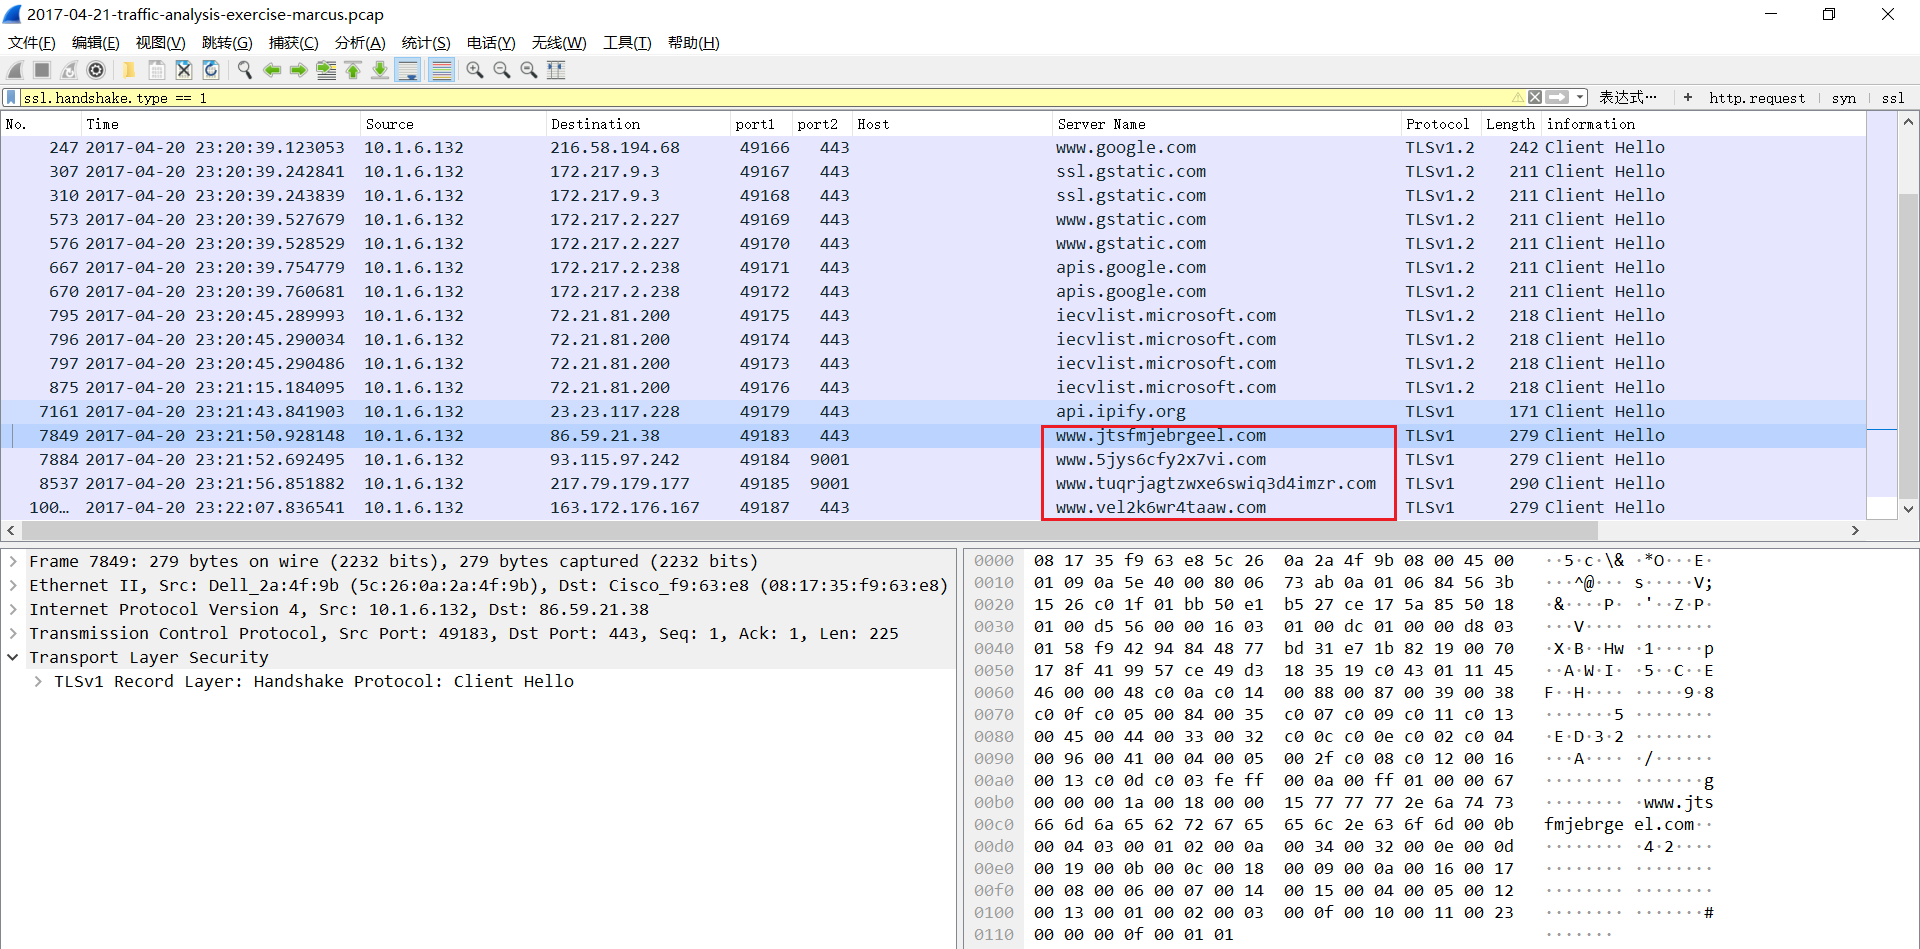 2017-04-21-traffic-analysis-exercise-marcus.pcap
文件(F) 编辑(E) 视图(V) 跳转(G) 捕获(C) 分析(A) 统计(S) 电话(Y) 无线(W) 工具(T) 帮助(H)
ssl.handshake.type == 1 表达式… + http.request syn ssl
No. Time Source Destination port1 port2 Host Server Name Protocol Length information
247 2017-04-20 23:20:39.123053 10.1.6.132 216.58.194.68 49166 443 www.google.com TLSv1.2 242 Client Hello
307 2017-04-20 23:20:39.242841 10.1.6.132 172.217.9.3 49167 443 ssl.gstatic.com TLSv1.2 211 Client Hello
310 2017-04-20 23:20:39.243839 10.1.6.132 172.217.9.3 49168 443 ssl.gstatic.com TLSv1.2 211 Client Hello
573 2017-04-20 23:20:39.527679 10.1.6.132 172.217.2.227 49169 443 www.gstatic.com TLSv1.2 211 Client Hello
576 2017-04-20 23:20:39.528529 10.1.6.132 172.217.2.227 49170 443 www.gstatic.com TLSv1.2 211 Client Hello
667 2017-04-20 23:20:39.754779 10.1.6.132 172.217.2.238 49171 443 apis.google.com TLSv1.2 211 Client Hello
670 2017-04-20 23:20:39.760681 10.1.6.132 172.217.2.238 49172 443 apis.google.com TLSv1.2 211 Client Hello
795 2017-04-20 23:20:45.289993 10.1.6.132 72.21.81.200 49175 443 iecvlist.microsoft.com TLSv1.2 218 Client Hello
796 2017-04-20 23:20:45.290034 10.1.6.132 72.21.81.200 49174 443 iecvlist.microsoft.com TLSv1.2 218 Client Hello
797 2017-04-20 23:20:45.290486 10.1.6.132 72.21.81.200 49173 443 iecvlist.microsoft.com TLSv1.2 218 Client Hello
875 2017-04-20 23:21:15.184095 10.1.6.132 72.21.81.200 49176 443 iecvlist.microsoft.com TLSv1.2 218 Client Hello
7161 2017-04-20 23:21:43.841903 10.1.6.132 23.23.117.228 49179 443 api.ipify.org TLSv1 171 Client Hello
7849 2017-04-20 23:21:50.928148 10.1.6.132 86.59.21.38 49183 443 www.jtsfmjebrgeel.com TLSv1 279 Client Hello
7884 2017-04-20 23:21:52.692495 10.1.6.132 93.115.97.242 49184 9001 www.5jys6cfy2x7vi.com TLSv1 279 Client Hello
8537 2017-04-20 23:21:56.851882 10.1.6.132 217.79.179.177 49185 9001 www.tuqrjagtzwxe6swiq3d4imzr.com TLSv1 290 Client Hello
100… 2017-04-20 23:22:07.836541 10.1.6.132 163.172.176.167 49187 443 www.vel2k6wr4taaw.com TLSv1 279 Client Hello
Frame 7849: 279 bytes on wire (2232 bits), 279 bytes captured (2232 bits)
Ethernet II, Src: Dell_2a:4f:9b (5c:26:0a:2a:4f:9b), Dst: Cisco_f9:63:e8 (08:17:35:f9:63:e8)
Internet Protocol Version 4, Src: 10.1.6.132, Dst: 86.59.21.38
Transmission Control Protocol, Src Port: 49183, Dst Port: 443, Seq: 1, Ack: 1, Len: 225
Transport Layer Security
TLSv1 Record Layer: Handshake Protocol: Client Hello
0000 08 17 35 f9 63 e8 5c 26 0a 2a 4f 9b 08 00 45 00 ··5·c·\& ·*O···E·
0010 01 09 0a 5e 40 00 80 06 73 ab 0a 01 06 84 56 3b ···^@··· s·····V;
0020 15 26 c0 1f 01 bb 50 e1 b5 27 ce 17 5a 85 50 18 ·&····P· ·'··Z·P·
0030 01 00 d5 56 00 00 16 03 01 00 dc 01 00 00 d8 03 ···V···· ········
0040 01 58 f9 42 94 84 48 77 bd 31 e7 1b 82 19 00 70 ·X·B··Hw ·1·····p
0050 17 8f 41 99 57 ce 49 d3 18 35 19 c0 43 01 11 45 ··A·W·I· ·5··C··E
0060 46 00 00 48 c0 0a c0 14 00 88 00 87 00 39 00 38 F··H···· ·····9·8
0070 c0 0f c0 05 00 84 00 35 c0 07 c0 09 c0 11 c0 13 ·······5 ········
0080 00 45 00 44 00 33 00 32 c0 0c c0 0e c0 02 c0 04 ·E·D·3·2 ········
0090 00 96 00 41 00 04 00 05 00 2f c0 08 c0 12 00 16 ···A···· ·/······
00a0 00 13 c0 0d c0 03 fe ff 00 0a 00 ff 01 00 00 67 ········ ·······g
00b0 00 00 00 1a 00 18 00 00 15 77 77 77 2e 6a 74 73 ········ ·www.jts
00c0 66 6d 6a 65 62 72 67 65 65 6c 2e 63 6f 6d 00 0b fmjebrge el.com··
00d0 00 04 03 00 01 02 00 0a 00 34 00 32 00 0e 00 0d ········ ·4·2····
00e0 00 19 00 0b 00 0c 00 18 00 09 00 0a 00 16 00 17 ········ ········
00f0 00 08 00 06 00 07 00 14 00 15 00 04 00 05 00 12 ········ ········
0100 00 13 00 01 00 02 00 03 00 0f 00 10 00 11 00 23 ········ ·······#
0110 00 00 00 0f 00 01 01 ·······